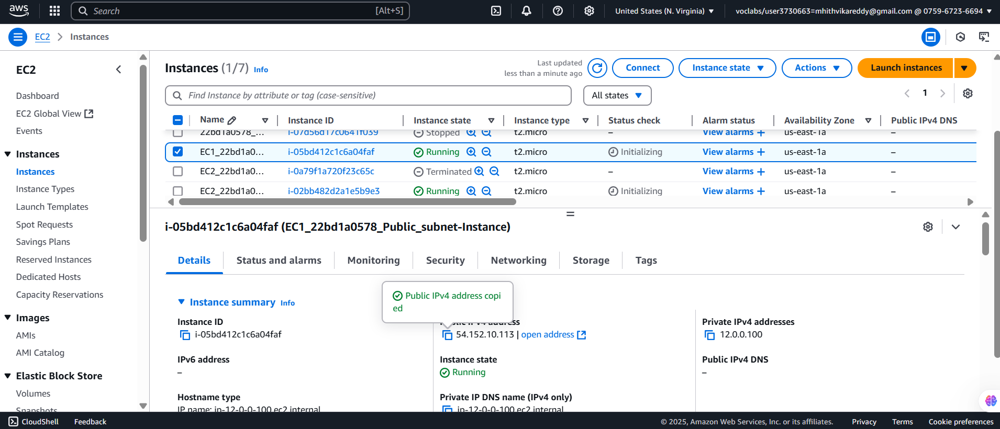 aws
Search
[Alt+S]
United States (N. Virginia)
voclabs/user3730663=mhithvikareddy@gmail.com @ 0759-6723-6694
EC2
Instances
EC2
Dashboard
EC2 Global View
Events
Instances
Instances
Instance Types
Launch Templates
Spot Requests
Savings Plans
Reserved Instances
Dedicated Hosts
Capacity Reservations
Images
AMIs
AMI Catalog
Elastic Block Store
Volumes
Snapshots
Instances (1/7) Info
Last updated
less than a minute ago
Connect
Instance state
Actions
Launch instances
Find Instance by attribute or tag (case-sensitive)
All states
1
Name Instance ID Instance state Instance type Status check Alarm status Availability Zone Public IPv4 DNS
22bd1a0578_... i-07d56d17c0641f039 Stopped t2.micro – View alarms + us-east-1a –
EC1_22bd1a0... i-05bd412c1c6a04faf Running t2.micro Initializing View alarms + us-east-1a –
EC2_22bd1a0... i-0a79f1a720f23c65c Terminated t2.micro – View alarms + us-east-1a –
EC2_22bd1a0... i-02bb482d2a1e5b9e3 Running t2.micro Initializing View alarms + us-east-1a –
i-05bd412c1c6a04faf (EC1_22bd1a0578_Public_subnet-Instance)
Details Status and alarms Monitoring Security Networking Storage Tags
Public IPv4 address copi
ed
Instance summary Info
Instance ID
i-05bd412c1c6a04faf
Public IPv4 address
54.152.10.113 | open address
Private IPv4 addresses
12.0.0.100
IPv6 address
–
Instance state
Running
Public IPv4 DNS
–
Hostname type
IP name: ip-12-0-0-100.ec2.internal
Private IP DNS name (IPv4 only)
ip-12-0-0-100.ec2.internal
CloudShell
Feedback
© 2025, Amazon Web Services, Inc. or its affiliates.
Privacy
Terms
Cookie preferences